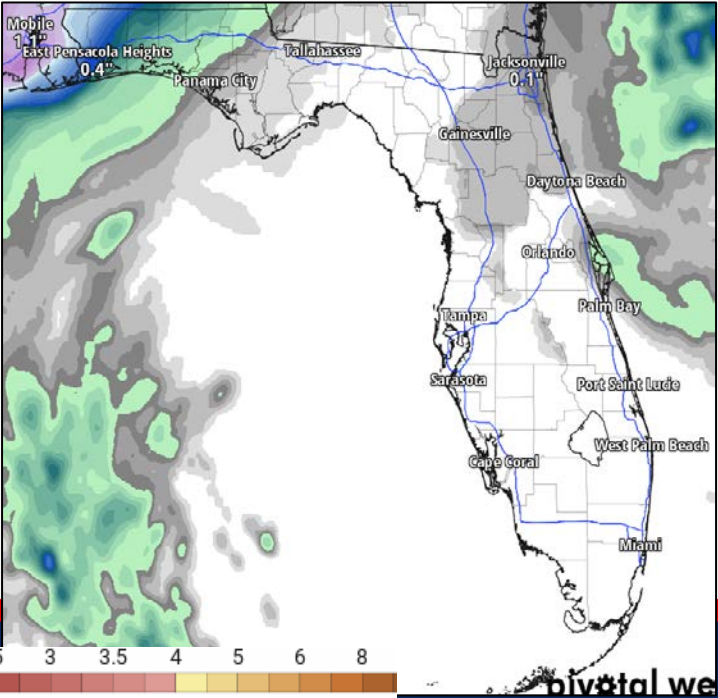 Mobile
1.1"
East Pensacola Heights
0.4"
Tallahassee
Panama City
Jacksonville
0.1"
Gainesville
Daytona Beach
Orlando
Palm Bay
Tampa
Sarasota
Port Saint Lucie
West Palm Beach
Cape Coral
Miami
3 3.5 4 5 6 8
pivotal we